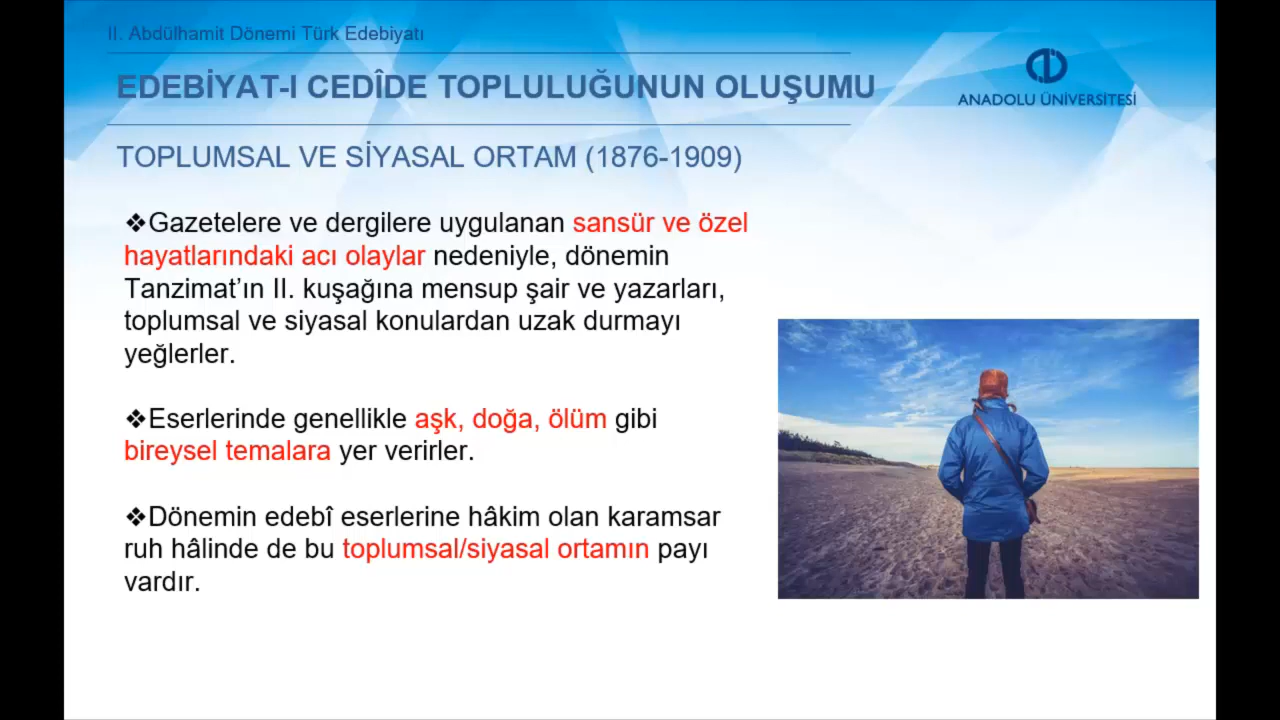 II. Abdülhamit Dönemi Türk Edebiyatı
EDEBİYAT-I CEDÎDE TOPLULUĞUNUN OLUŞUMU
ANADOLU ÜNİVERSİTESİ
TOPLUMSAL VE SİYASAL ORTAM (1876-1909)
❖Gazetelere ve dergilere uygulanan sansür ve özel
hayatlarındaki acı olaylar nedeniyle, dönemin
Tanzimat’ın II. kuşağına mensup şair ve yazarları,
toplumsal ve siyasal konulardan uzak durmayı
yeğlerler.
❖Eserlerinde genellikle aşk, doğa, ölüm gibi
bireysel temalara yer verirler.
❖Dönemin edebî eserlerine hâkim olan karamsar
ruh hâlinde de bu toplumsal/siyasal ortamın payı
vardır.